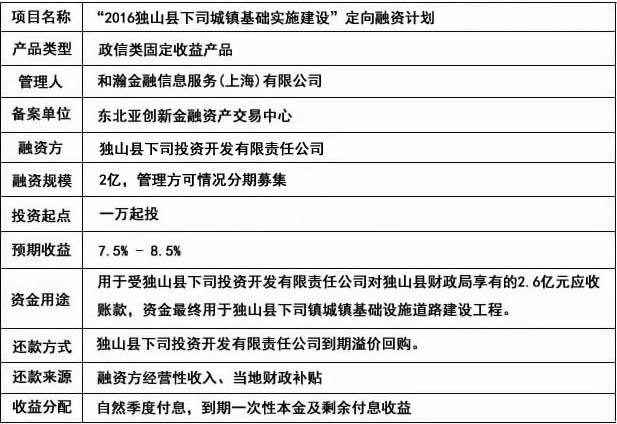 项目名称 “2016独山县下司城镇基础实施建设”定向融资计划
产品类型 政信类固定收益产品
管理人 和瀚金融信息服务(上海)有限公司
备案单位 东北亚创新金融资产交易中心
融资方 独山县下司投资开发有限责任公司
融资规模 2亿，管理方可情况分期募集
投资起点 一万起投
预期收益 7.5% - 8.5%
资金用途 用于受独山县下司投资开发有限责任公司对独山县财政局享有的2.6亿元应收
账款，资金最终用于独山县下司镇城镇基础设施道路建设工程。
还款方式 独山县下司投资开发有限责任公司到期溢价回购。
还款来源 融资方经营性收入、当地财政补贴
收益分配 自然季度付息，到期一次性本金及剩余付息收益